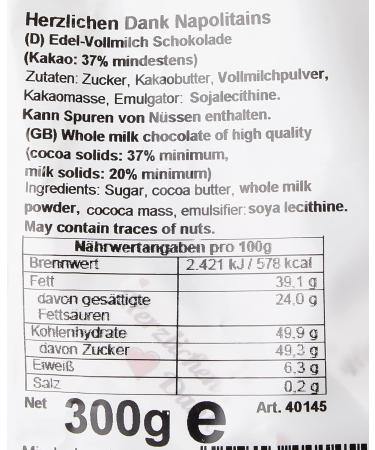 Herzlichen Dank Napolitains
(D) Edel-Vollmilch Schokolade
(Kakao: 37% mindestens)
Zutaten: Zucker, Kakaobutter, Vollmilchpulver,
Kakaomasse, Emulgator: Sojalecithine.
Kann Spuren von Nüssen enthalten.
(GB) Whole milk chocolate of high quality
(cocoa solids: 37% minimum,
milk solids: 20% minimum)
Ingredients: Sugar, cocoa butter, whole milk
powder, cococa mass, emulsifier: soya lecithine.
May contain traces of nuts.
Nährwertangaben pro 100g
Brennwert 2.421 kJ / 578 kcal
Fett 39,1 g
davon gesättigte 24,0 g
Fettsäuren
Kohlenhydrate 49,9 g
davon Zucker 49,3 g
Eiweiß 6,3 g
Salz 0,2 g
Net 300g e Art. 40145
Herzlichen